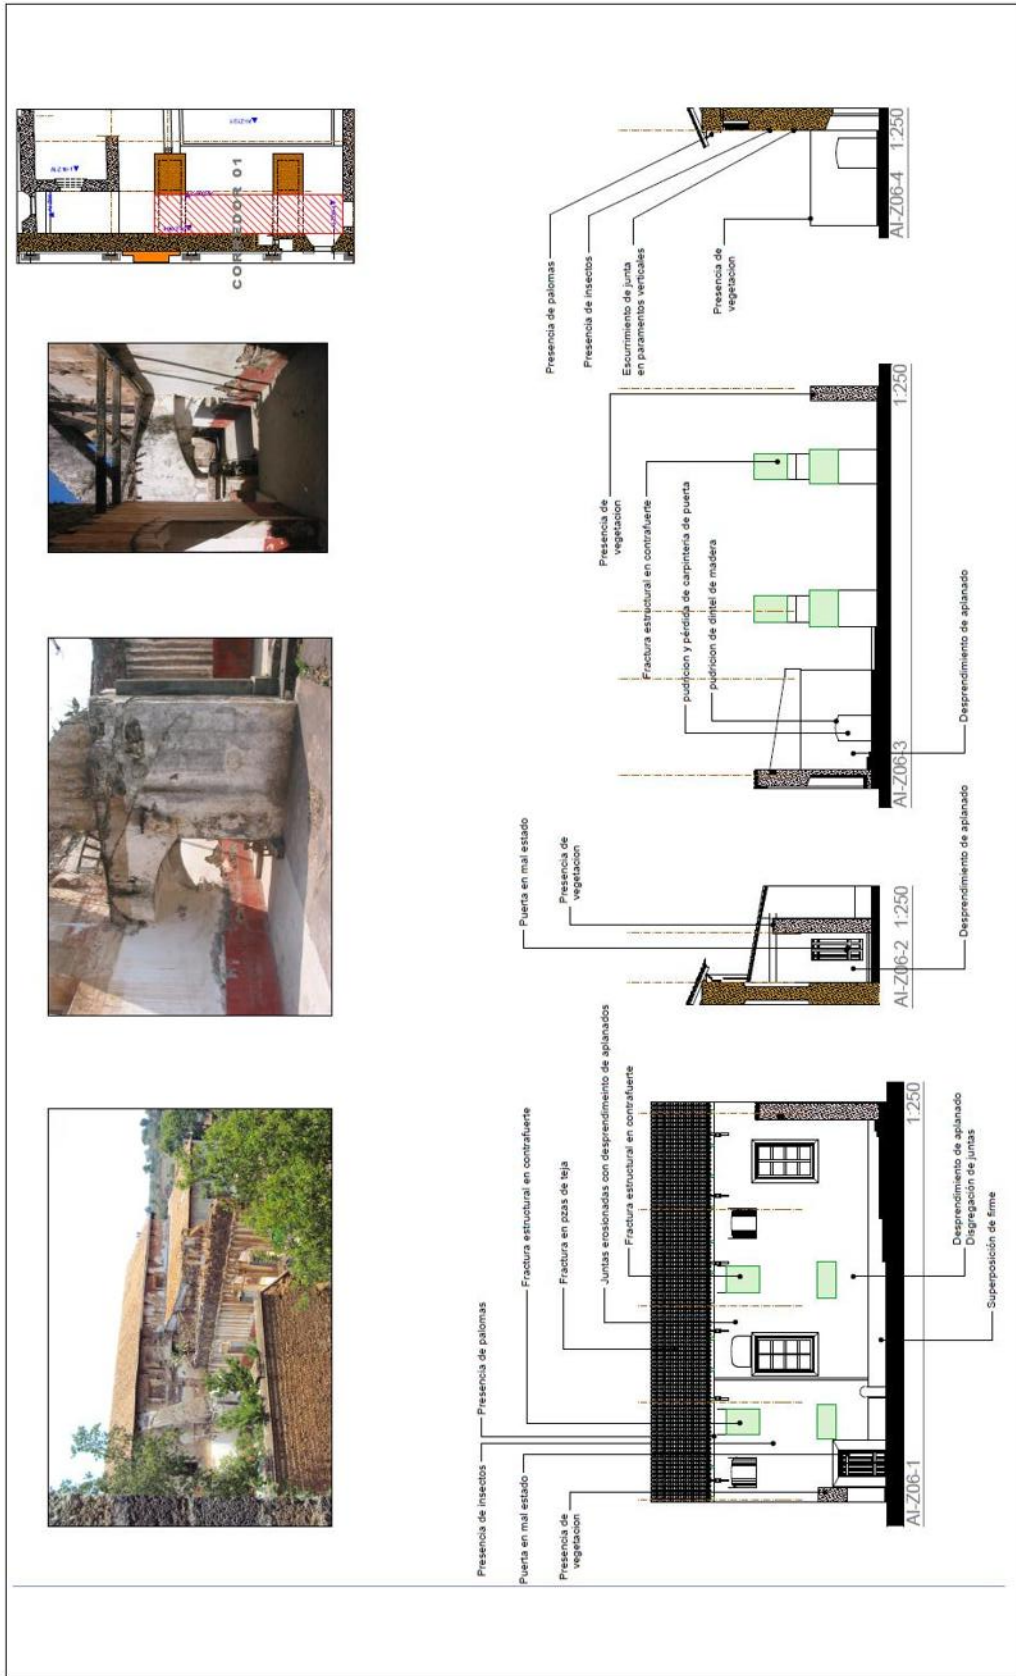 Presencia de insectos
Presencia de palomas
Puerta en mal estado
Presencia de
vegetacion
Fractura estructural en contrafuerte
Fractura en pzas de teja
Juntas erosionadas con desprendimeinto de aplanados
Fractura estructural en contrafuerte
Desprendimiento de aplanado
Disgregación de juntas
Superposición de firme
AI-Z06-1
1:250
Puerta en mal estado
Presencia de
vegetacion
Desprendimiento de aplanado
AI-Z06-2
1:250
Presencia de
vegetacion
Fractura estructural en contrafuerte
pudricion y pérdida de carpinteria de puerta
pudricion de dintel de madera
Desprendimiento de aplanado
AI-Z06-3
1:250
Presencia de palomas
Presencia de insectos
Escurrimiento de junta
en paramentos verticales
Presencia de
vegetacion
AI-Z06-4
1:250
CORREDOR 01